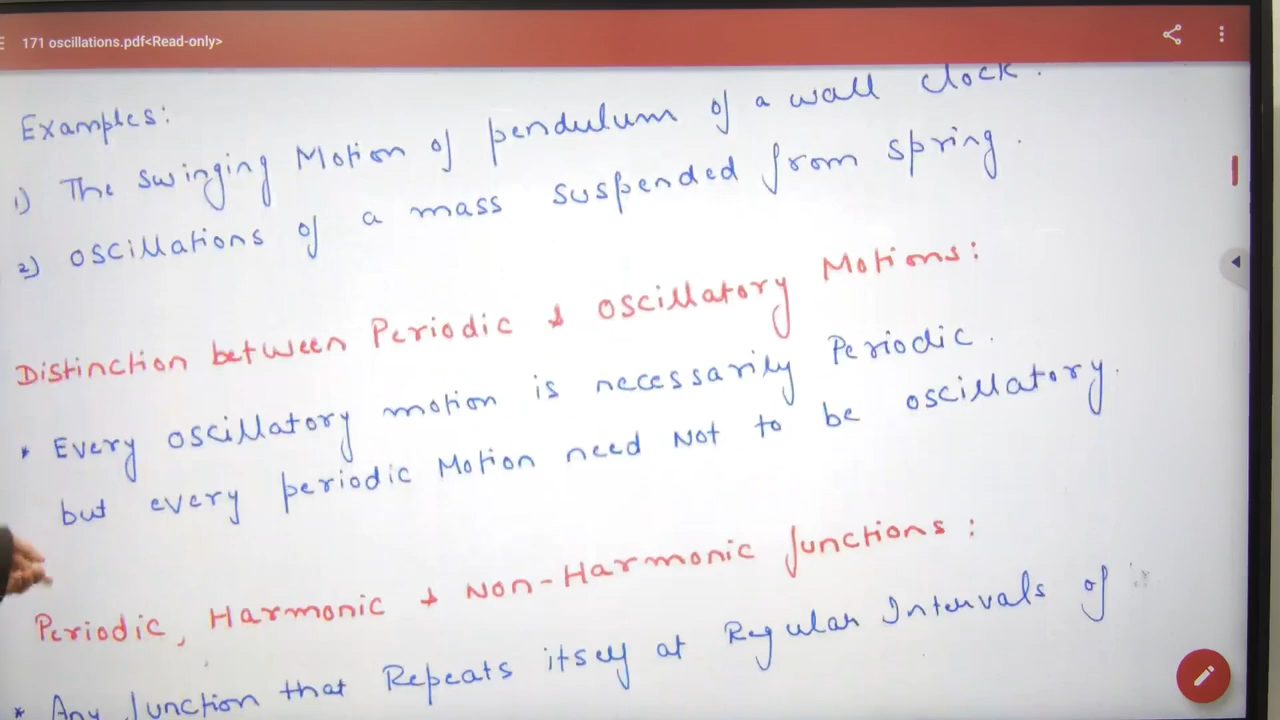 171 oscillations.pdf<Read-only>
Examples:
1) The swinging Motion of pendulum of a wall clock.
2) oscillations of a mass suspended from spring.
Distinction between Periodic & oscillatory Motions:
* Every oscillatory motion is necessarily Periodic.
but every periodic Motion need Not to be oscillatory.
Periodic, Harmonic & Non-Harmonic functions:
* Any function that Repeats itself at Regular Intervals of